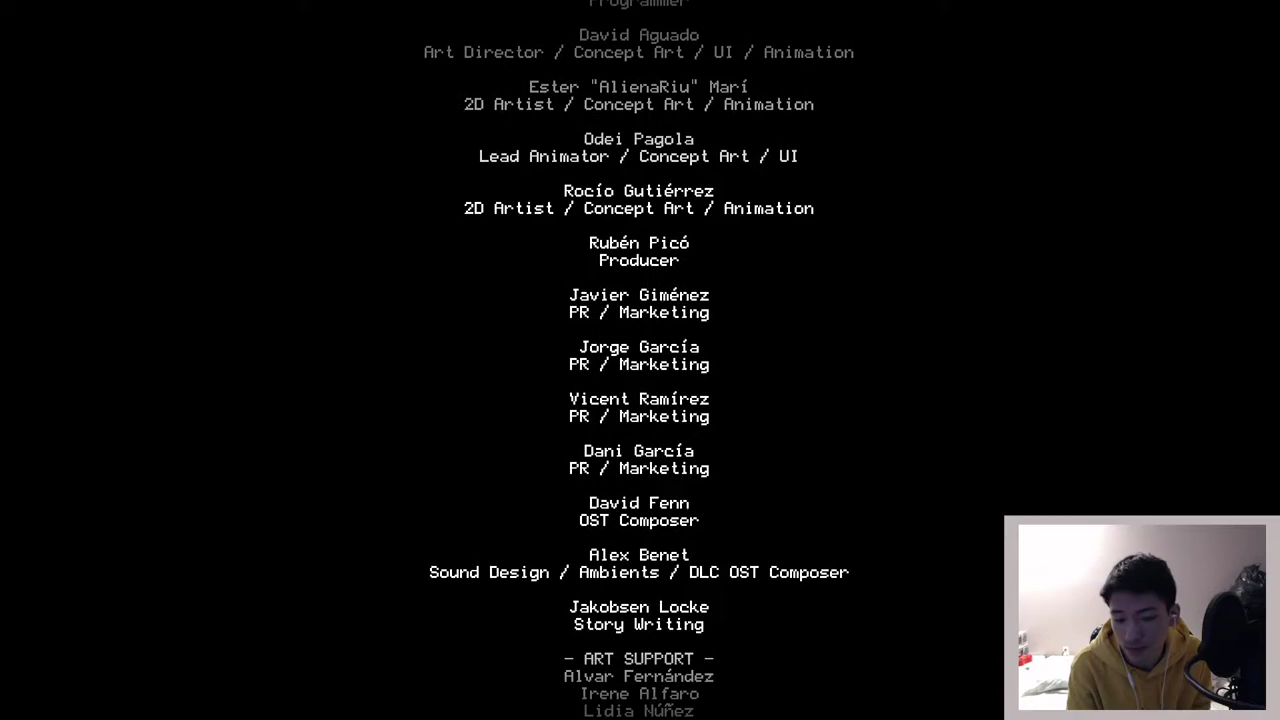 Programmer
David Aguado
Art Director / Concept Art / UI / Animation
Ester "AlienaRiu" Marí
2D Artist / Concept Art / Animation
Odei Pagola
Lead Animator / Concept Art / UI
Rocío Gutiérrez
2D Artist / Concept Art / Animation
Rubén Picó
Producer
Javier Giménez
PR / Marketing
Jorge García
PR / Marketing
Vicent Ramírez
PR / Marketing
Dani García
PR / Marketing
David Fenn
OST Composer
Alex Benet
Sound Design / Ambients / DLC OST Composer
Jakobsen Locke
Story Writing
- ART SUPPORT -
Alvar Fernández
Irene Alfaro
Lidia Núñez